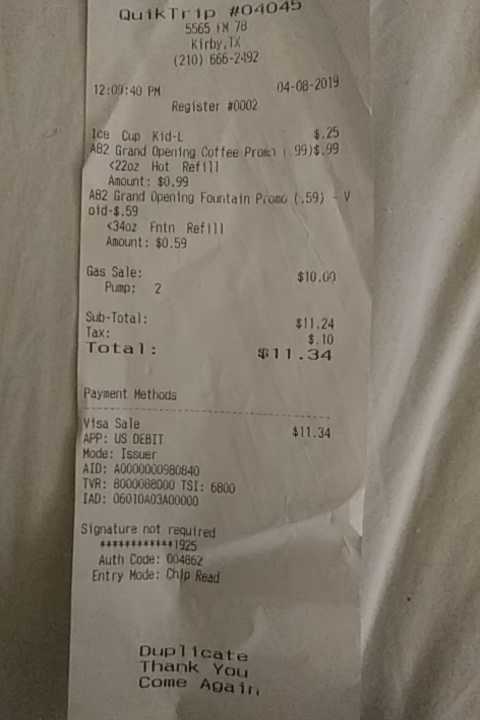 QuikTrip #04045
5565 FM 78
Kirby,TX
(210) 666-2492
12:09:40 PM 04-08-2019
Register #0002
Ice Cup Kid-L $.25
A82 Grand Opening Coffee Promo (.99)$.99
<22oz Hot Refill
Amount: $0.99
A82 Grand Opening Fountain Promo (.59) - V
oid-$.59
<34oz Fntn Refill
Amount: $0.59
Gas Sale: $10.00
Pump: 2
Sub-Total: $11.24
Tax: $.10
Total: $11.34
Payment Methods
Visa Sale $11.34
APP: US DEBIT
Mode: Issuer
AID: A0000000980840
TVR: 8000088000 TSI: 6800
IAD: 06010A03A00000
Signature not required
************1925
Auth Code: 004862
Entry Mode: Chip Read
Duplicate
Thank You
Come Again